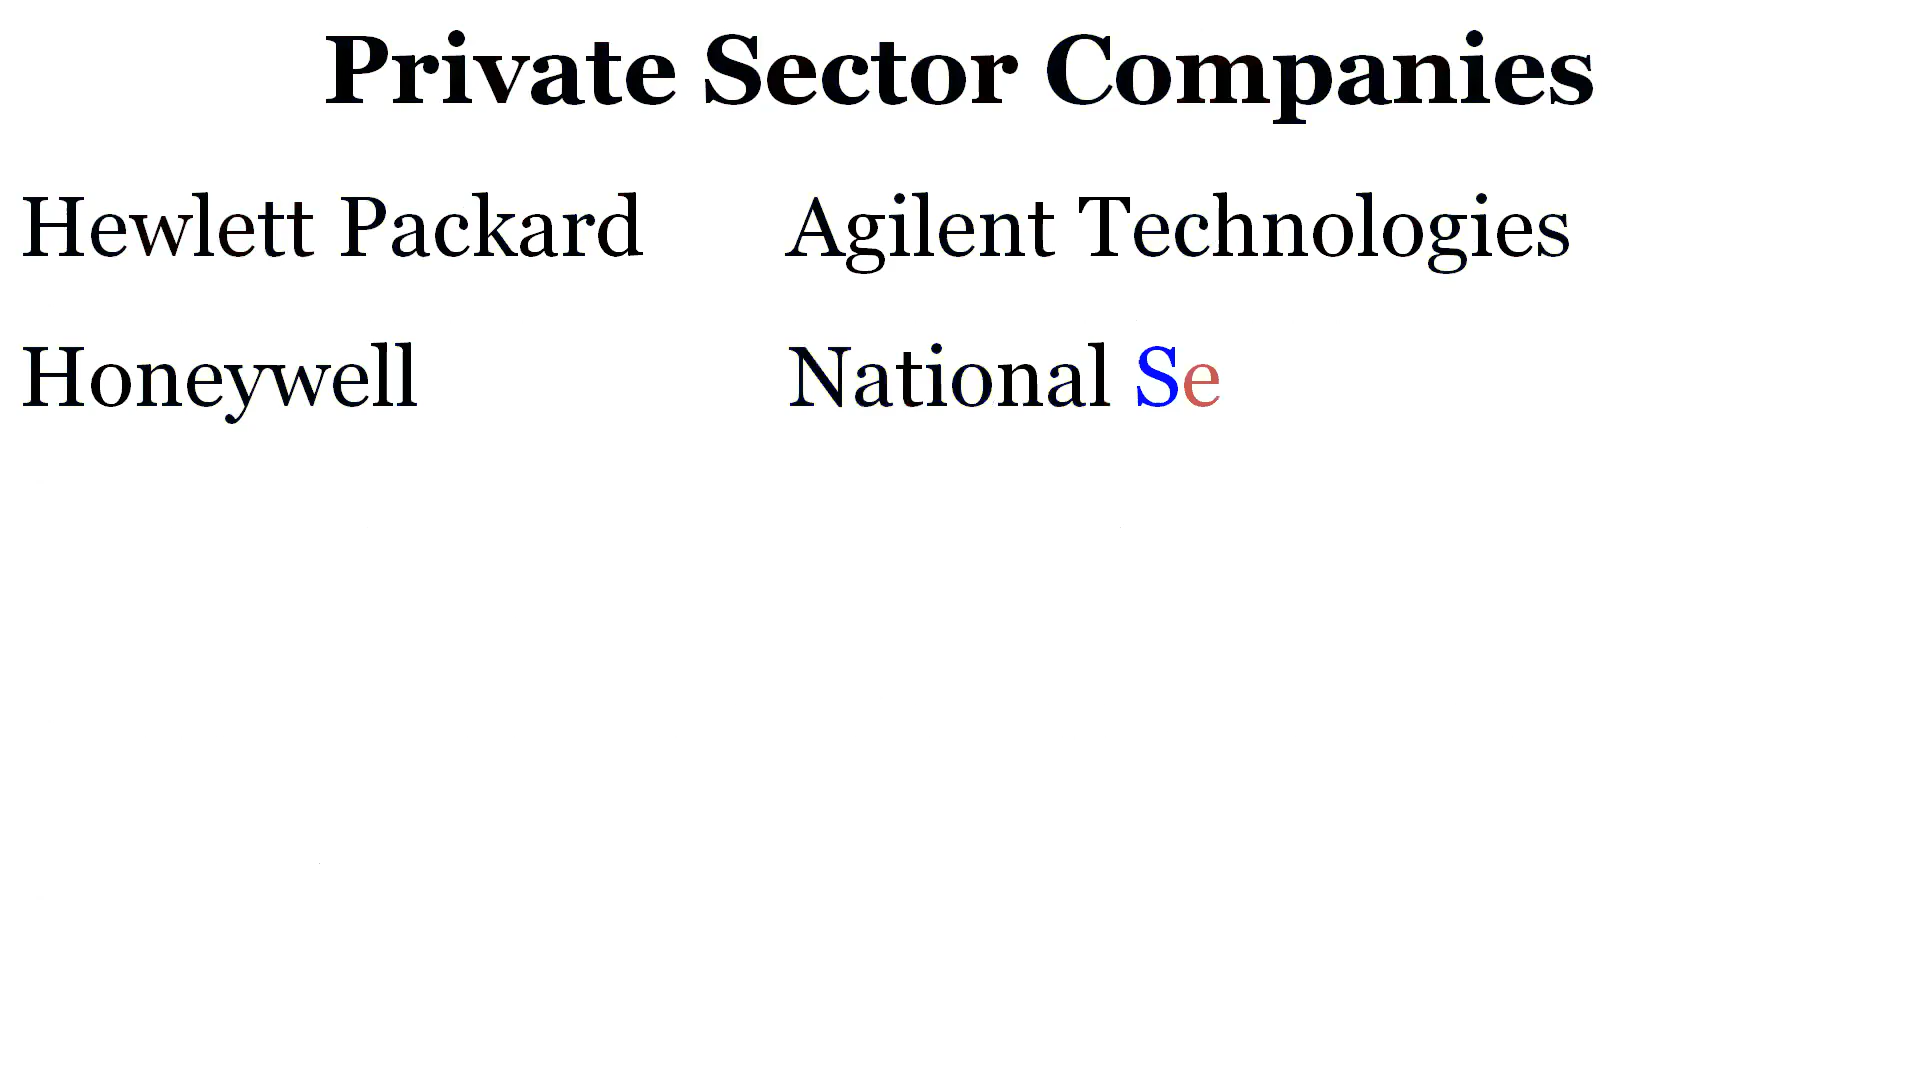 Private Sector Companies
Hewlett Packard Agilent Technologies
Honeywell National Se